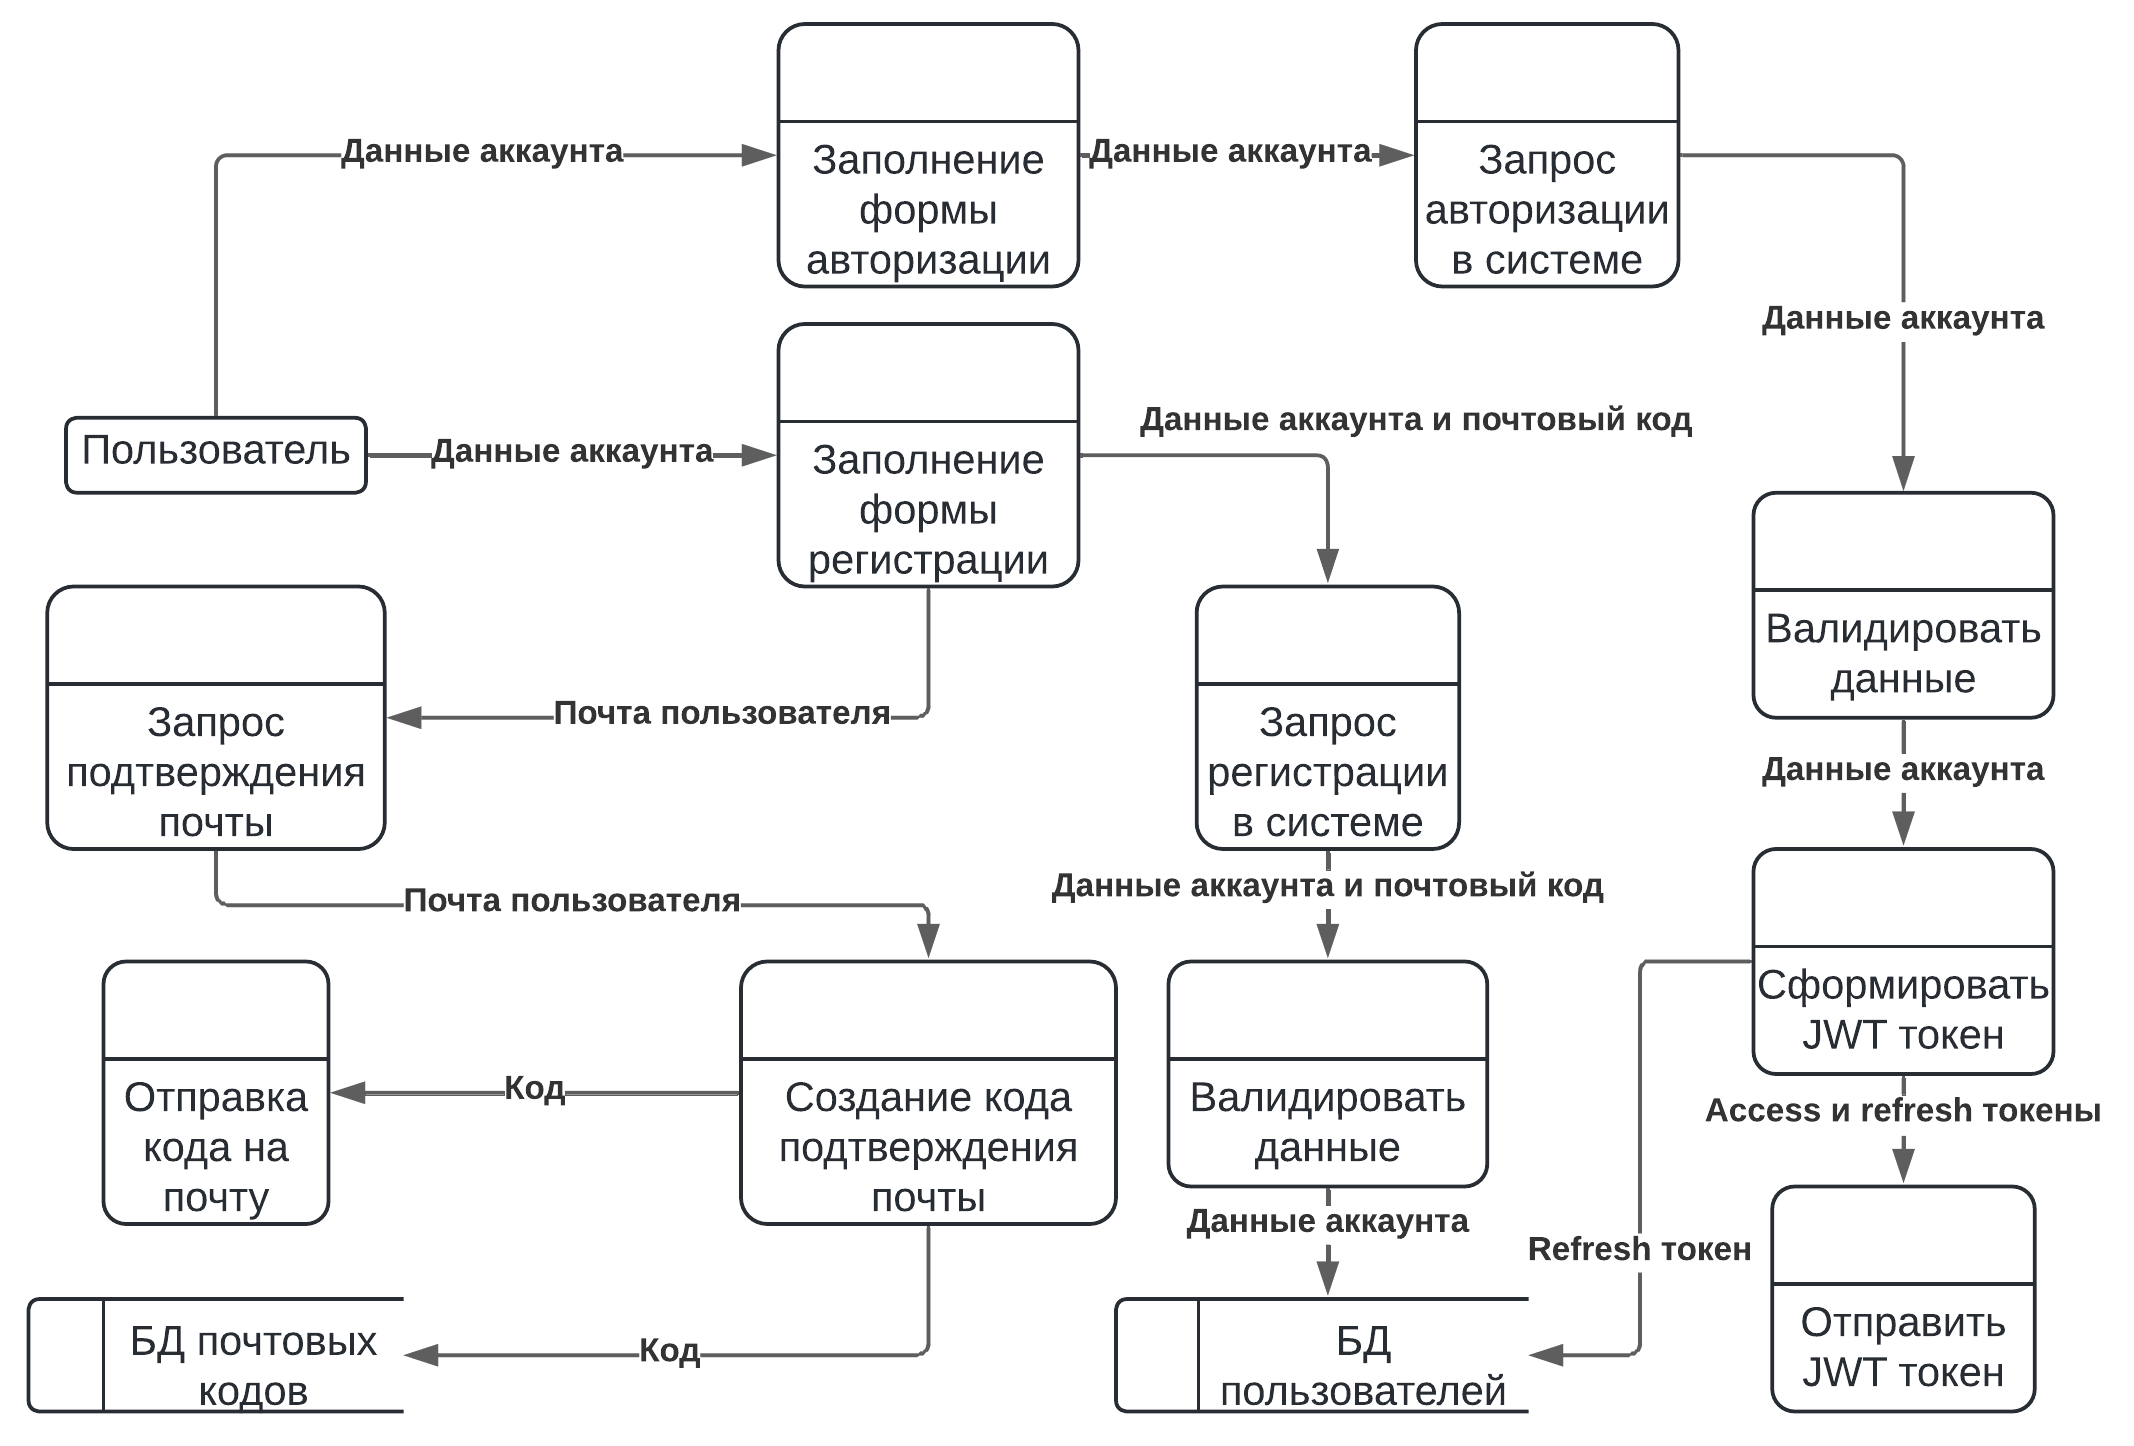 Данные аккаунта
Заполнение
формы
авторизации
Данные аккаунта
Запрос
авторизации
в системе
Данные аккаунта
Пользователь
Данные аккаунта
Заполнение
формы
регистрации
Данные аккаунта и почтовый код
Валидировать
данные
Запрос
подтверждения
почты
Почта пользователя
Запрос
регистрации
в системе
Данные аккаунта
Почта пользователя
Данные аккаунта и почтовый код
Сформировать
JWT токен
Отправка
кода на
почту
Код
Создание кода
подтверждения
почты
Валидировать
данные
Access и refresh токены
Данные аккаунта
Refresh токен
БД почтовых
кодов
Код
БД
пользователей
Отправить
JWT токен